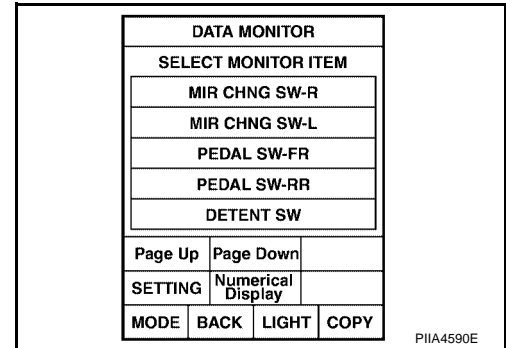 DATA MONITOR
SELECT MONITOR ITEM
MIR CHNG SW-R
MIR CHNG SW-L
PEDAL SW-FR
PEDAL SW-RR
DETENT SW
Page Up Page Down
SETTING Numerical Display
MODE BACK LIGHT COPY
PIIA4590E